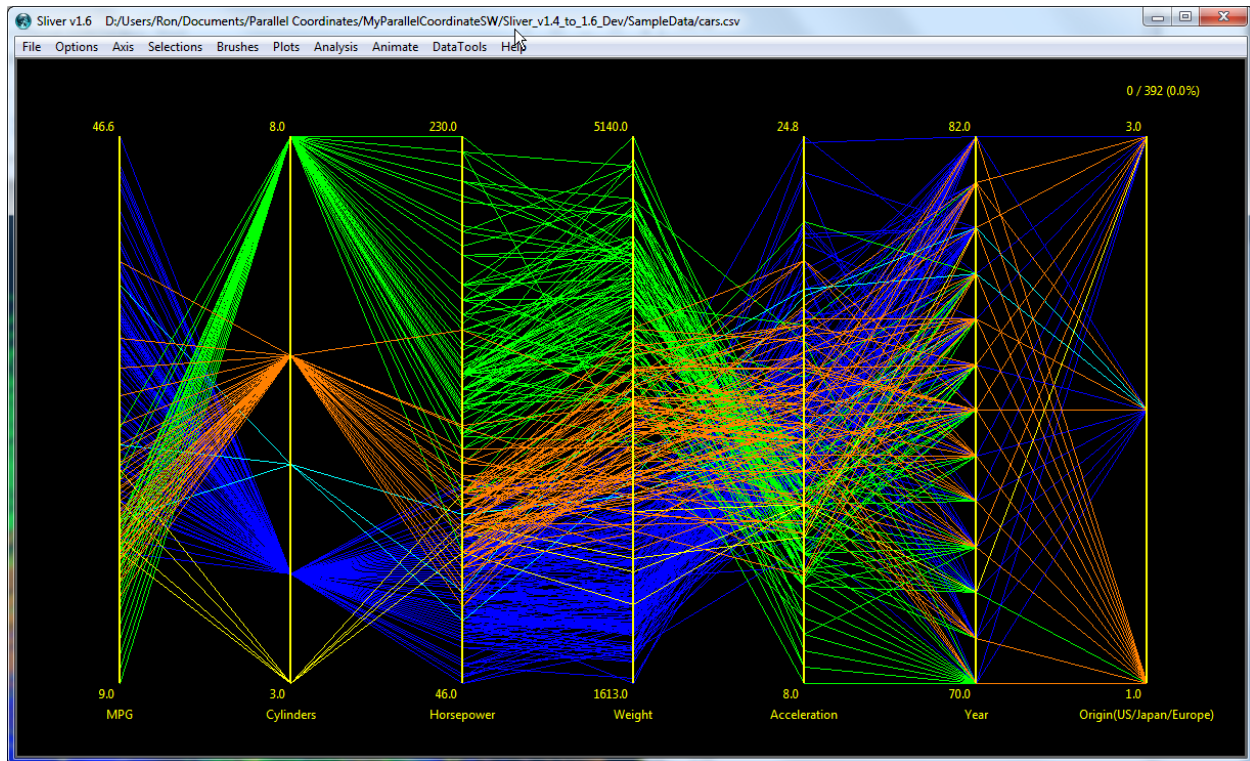 Sliver v1.6 D:/Users/Ron/Documents/Parallel Coordinates/MyParallelCoordinateSW/Sliver_v1.4_to_1.6_Dev/SampleData/cars.csv
File Options Axis Selections Brushes Plots Analysis Animate DataTools Help
0 / 392 (0.0%)
46.6 8.0 230.0 5140.0 24.8 82.0 3.0
9.0 3.0 46.0 1613.0 8.0 70.0 1.0
MPG Cylinders Horsepower Weight Acceleration Year Origin(US/Japan/Europe)